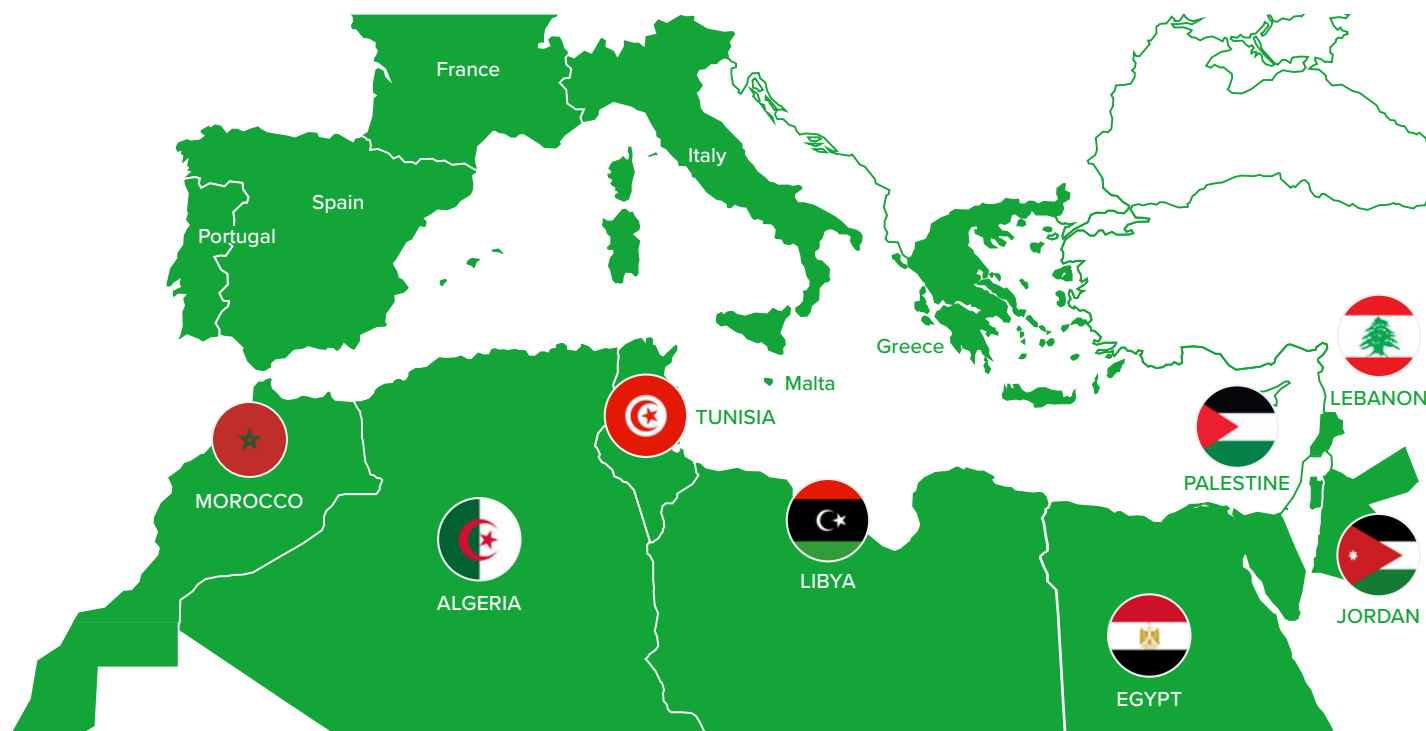 France
Italy
Spain
Portugal
Greece
Malta
LEBANON
TUNISIA
PALESTINE
MOROCCO
LIBYA
ALGERIA
JORDAN
EGYPT